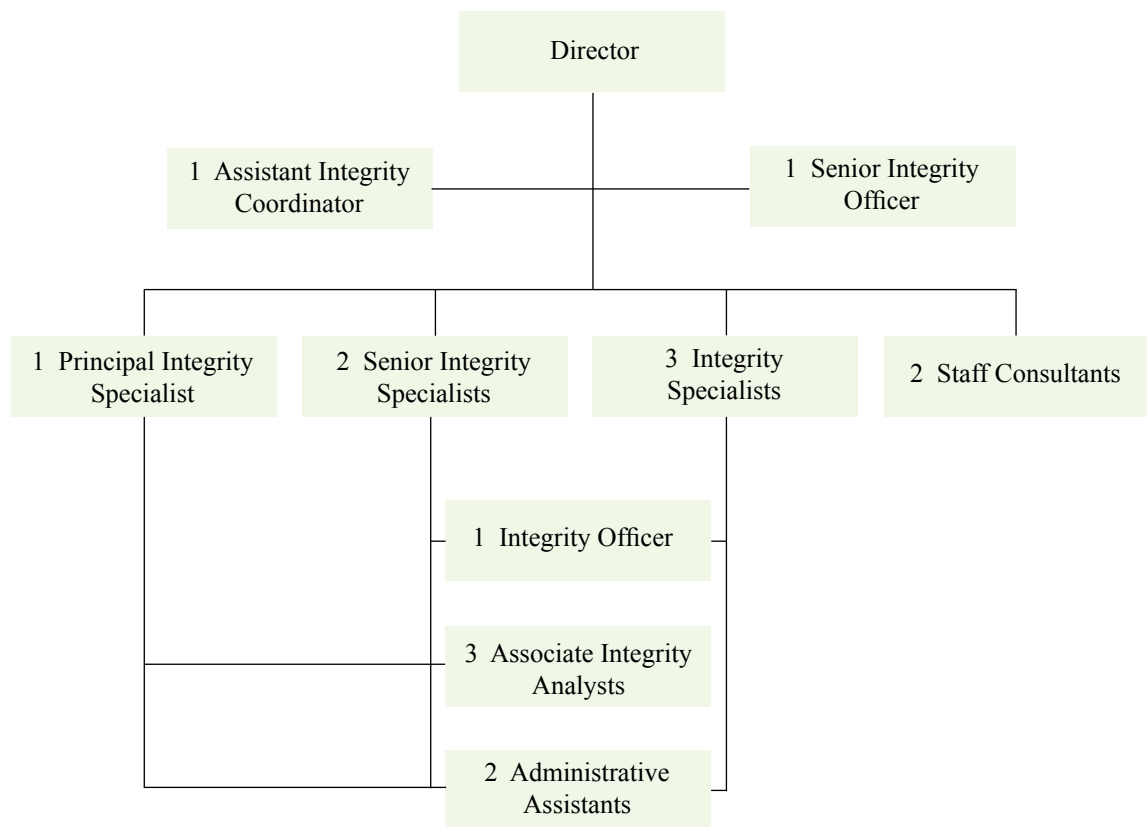 Director
1 Assistant Integrity
Coordinator
1 Senior Integrity
Officer
1 Principal Integrity
Specialist
2 Senior Integrity
Specialists
3 Integrity
Specialists
2 Staff Consultants
1 Integrity Officer
3 Associate Integrity
Analysts
2 Administrative
Assistants